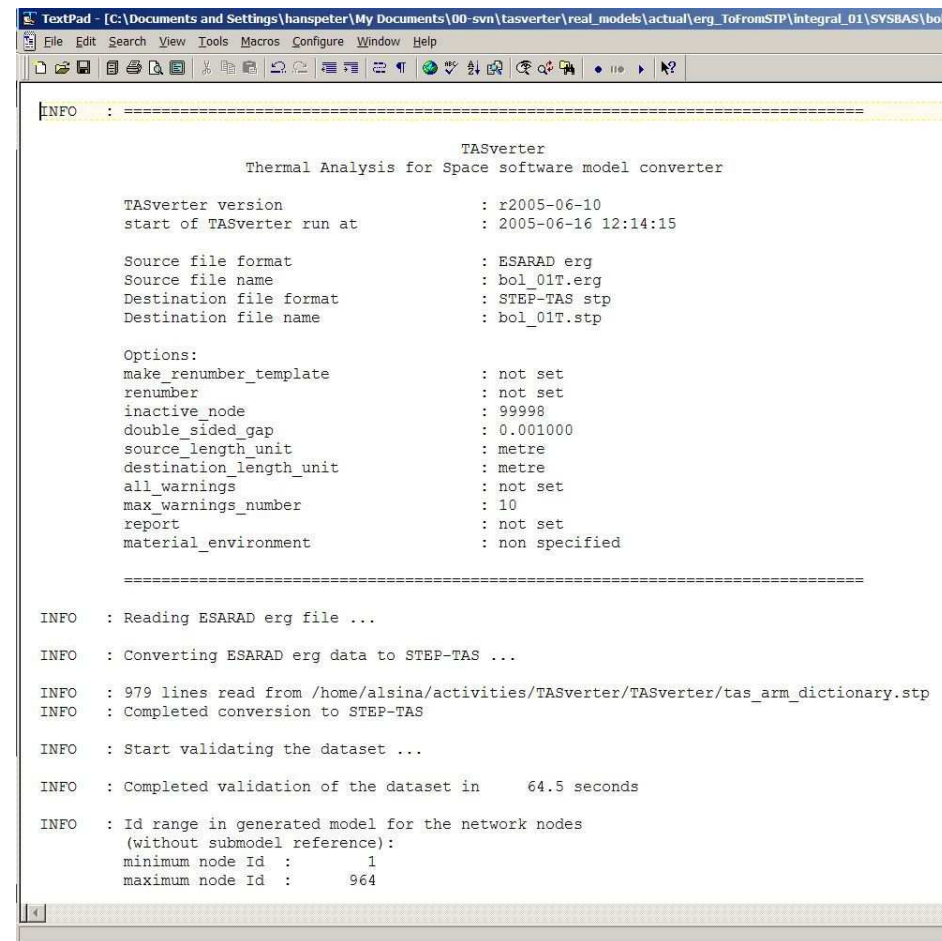 TextPad - [C:\Documents and Settings\hanspeter\My Documents\00-svn\tasverter\real_models\actual\erg_ToFromSTP\integral_01\SYSBAS\bo
File Edit Search View Tools Macros Configure Window Help
INFO : ===============================================================================
TASverter
Thermal Analysis for Space software model converter
TASverter version : r2005-06-10
start of TASverter run at : 2005-06-16 12:14:15
Source file format : ESARAD erg
Source file name : bol_01T.erg
Destination file format : STEP-TAS stp
Destination file name : bol_01T.stp
Options:
make_renumber_template : not set
renumber : not set
inactive_node : 99998
double_sided_gap : 0.001000
source_length_unit : metre
destination_length_unit : metre
all_warnings : not set
max_warnings_number : 10
report : not set
material_environment : non specified
===============================================================================
INFO : Reading ESARAD erg file ...
INFO : Converting ESARAD erg data to STEP-TAS ...
INFO : 979 lines read from /home/alsina/activities/TASverter/TASverter/tas_arm_dictionary.stp
INFO : Completed conversion to STEP-TAS
INFO : Start validating the dataset ...
INFO : Completed validation of the dataset in 64.5 seconds
INFO : Id range in generated model for the network nodes
(without submodel reference):
minimum node Id : 1
maximum node Id : 964